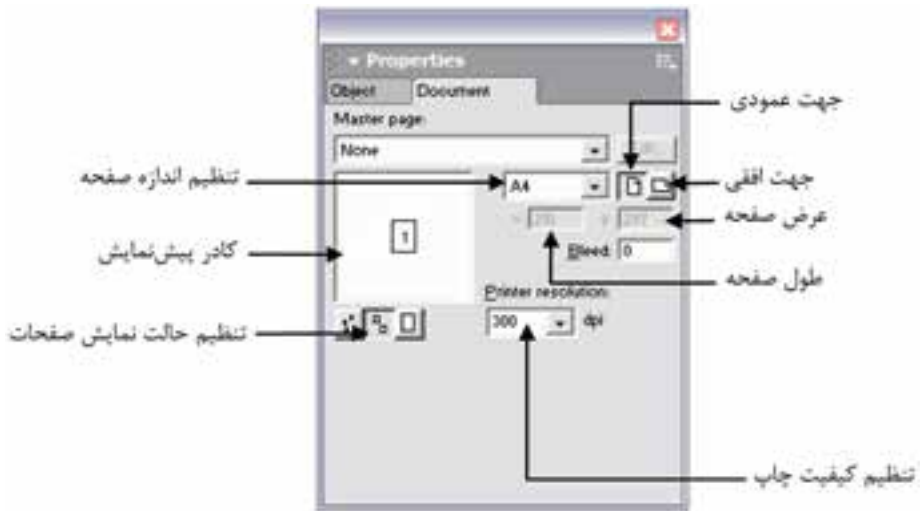 Properties
Object Document
Master page:
None
A4
x: y:
1
Bleed: 0
Printer resolution:
300 dpi
جهت عمودی
جهت افقی
عرض صفحه
طول صفحه
تنظیم اندازه صفحه
کادر پیش‌نمایش
تنظیم حالت نمایش صفحات
تنظیم کیفیت چاپ